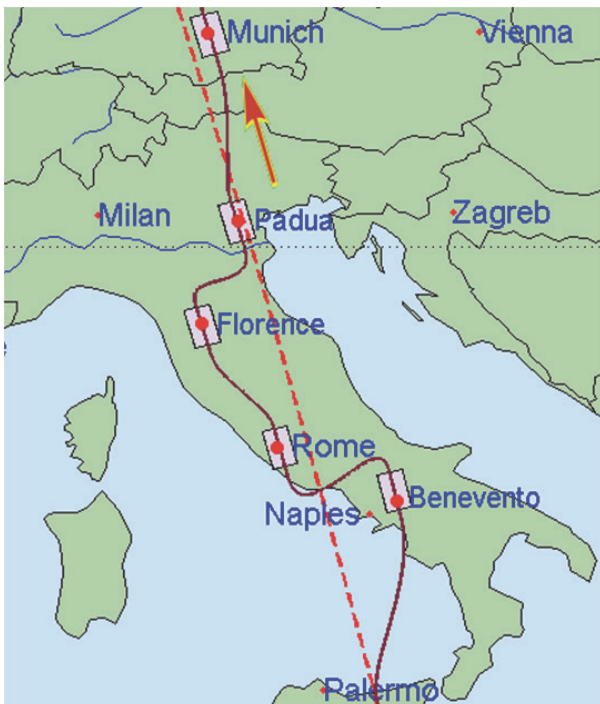 Munich
Vienna
Milan
Padua
Zagreb
Florence
Rome
Naples
Benevento
Palermo